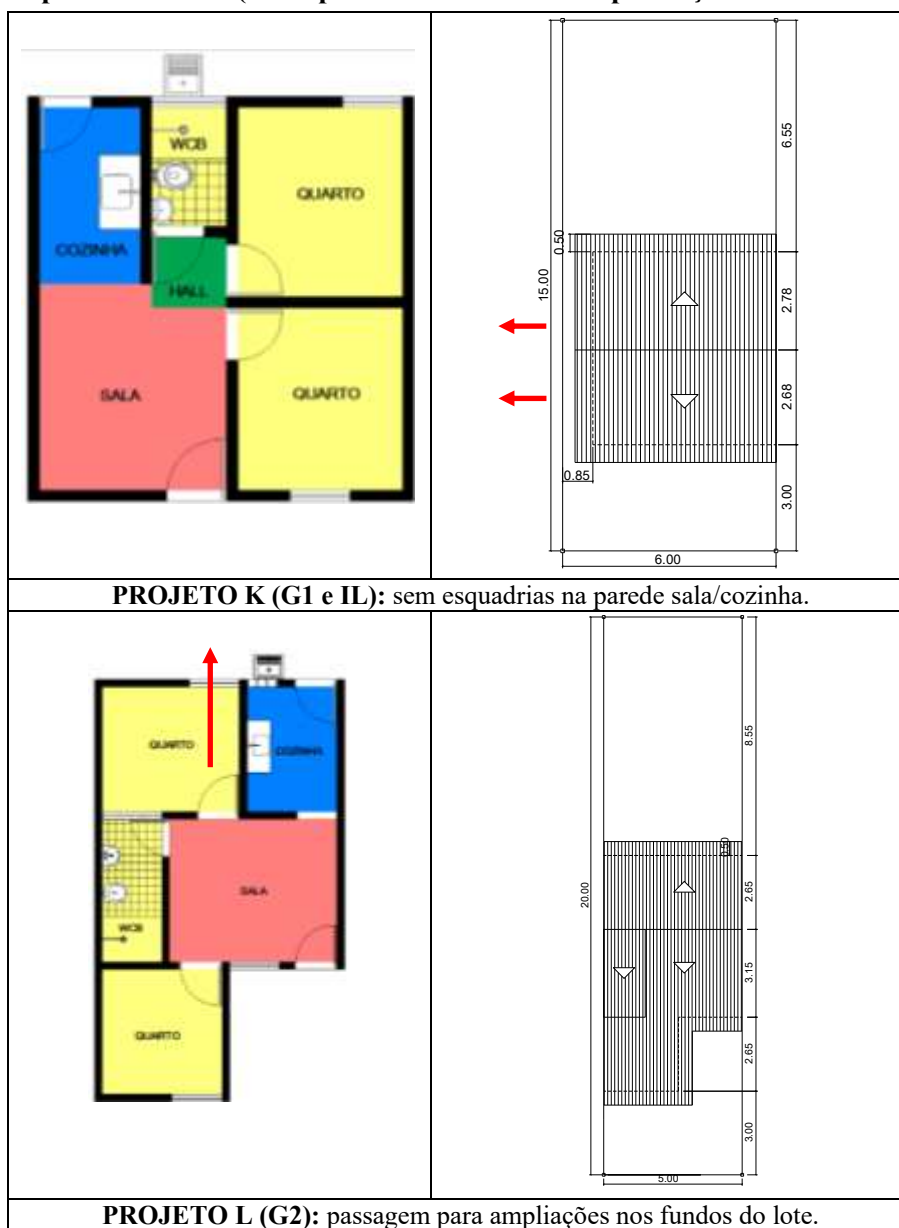 WCB
QUARTO
COZINHA
HALL
SALA
QUARTO
6.55
0.50
15.00
2.78
2.68
0.85
3.00
6.00
PROJETO K (G1 e IL): sem esquadrias na parede sala/cozinha.
QUARTO
COZINHA
SALA
WCB
QUARTO
8.55
0.50
20.00
2.65
3.15
2.65
3.00
5.00
PROJETO L (G2): passagem para ampliações nos fundos do lote.